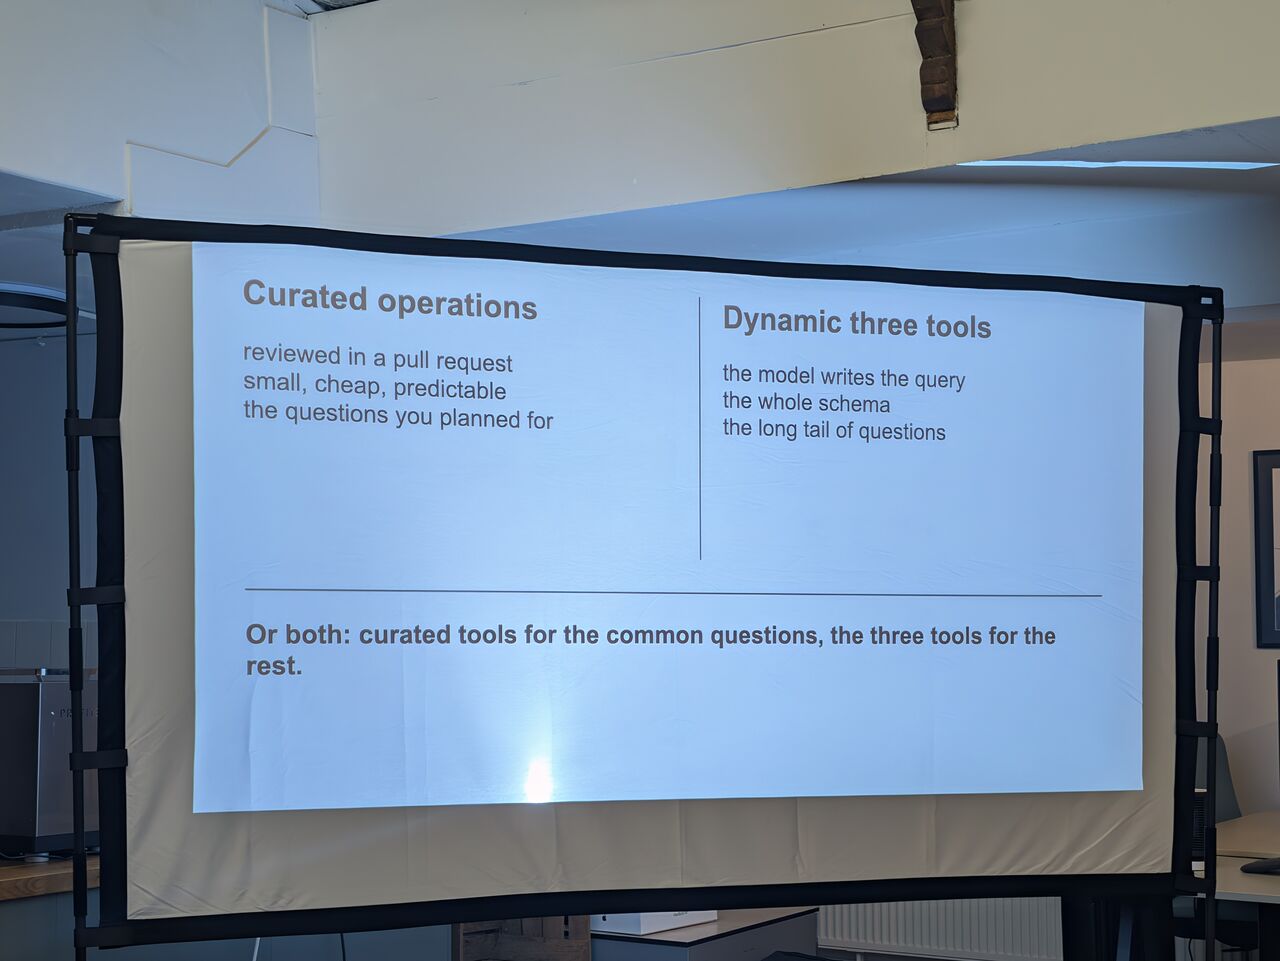 Curated operations
reviewed in a pull request
small, cheap, predictable
the questions you planned for
Dynamic three tools
the model writes the query
the whole schema
the long tail of questions
Or both: curated tools for the common questions, the three tools for the
rest.